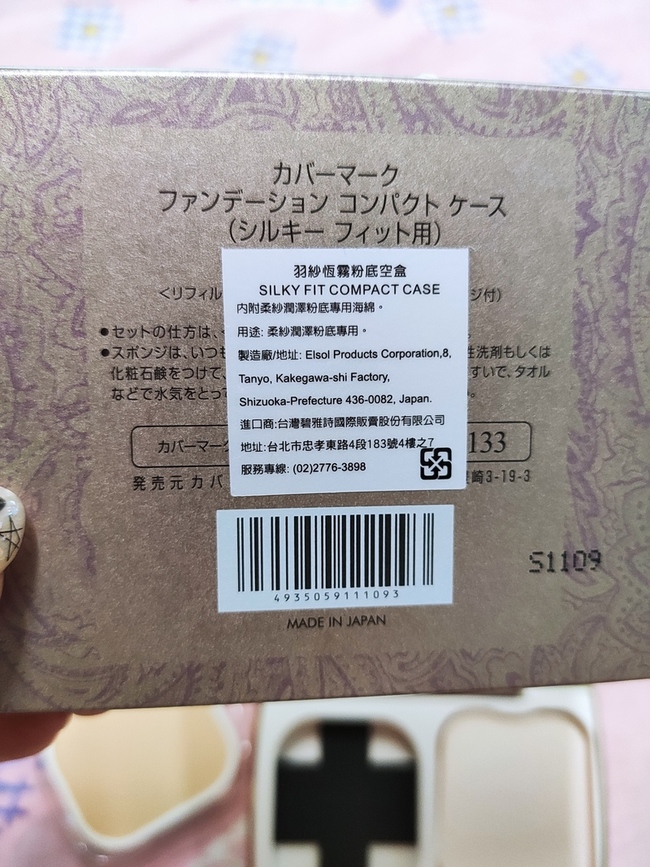 カバーマーク
ファンデーション コンパクト ケース
（シルキー フィット用）
羽紗恆霧粉底空盒
SILKY FIT COMPACT CASE
内附柔紗潤澤粉底專用海綿。
用途: 柔紗潤澤粉底專用。
製造廠/地址: Elsol Products Corporation,8,
Tanyo, Kakegawa-shi Factory,
Shizuoka-Prefecture 436-0082, Japan.
進口商:台灣碧雅詩國際販賣股份有限公司
地址:台北市忠孝東路4段183號4樓之7
服務專線: (02)2776-3898
<リフィル
ジ付）
●セットの仕方は、
●スポンジは、いつも
性洗剤もしくは
化粧石鹸をつけて、
すいで、タオル
などで水気をとっ
。
カバーマーク
133
発売元 カバ
崎3-19-3
S1109
4935059111093
MADE IN JAPAN